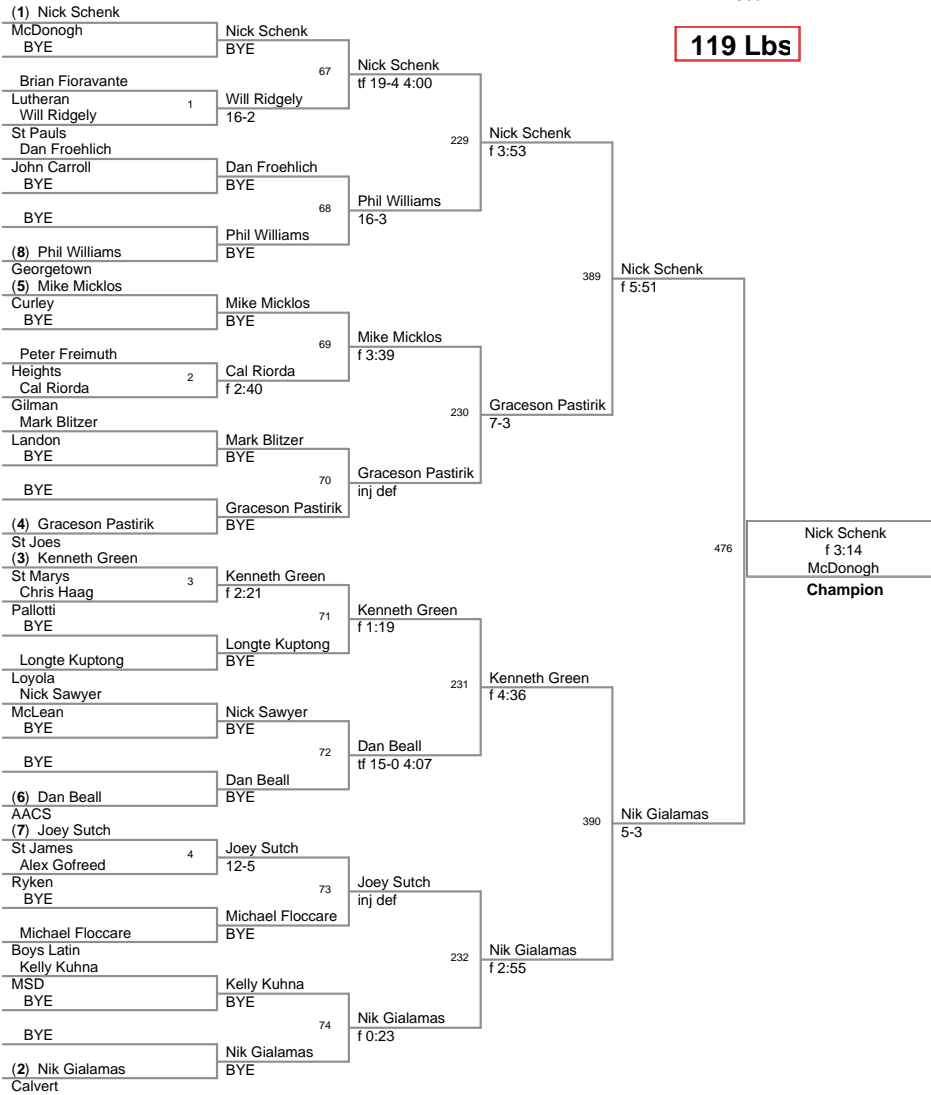 119 Lbs
(1) Nick Schenk
McDonogh
BYE
Brian Fioravante
Lutheran
1
Will Ridgely
St Pauls
Dan Froehlich
John Carroll
BYE
BYE
(8) Phil Williams
Georgetown
(5) Mike Micklos
Curley
BYE
Peter Freimuth
Heights
2
Cal Riorda
Gilman
Mark Blitzer
Landon
BYE
BYE
(4) Graceson Pastirik
St Joes
(3) Kenneth Green
St Marys
3
Chris Haag
Pallotti
BYE
Longte Kuptong
Loyola
Nick Sawyer
McLean
BYE
BYE
(6) Dan Beall
AACS
(7) Joey Sutch
St James
4
Alex Gofreed
Ryken
BYE
Michael Floccare
Boys Latin
Kelly Kuhna
MSD
BYE
BYE
(2) Nik Gialamas
Calvert
Nick Schenk
BYE
67
Will Ridgely
16-2
Dan Froehlich
BYE
68
Phil Williams
BYE
Mike Micklos
BYE
69
Cal Riorda
f 2:40
Mark Blitzer
BYE
70
Graceson Pastirik
BYE
Kenneth Green
f 2:21
71
Longte Kuptong
BYE
Nick Sawyer
BYE
72
Dan Beall
BYE
Joey Sutch
12-5
73
Michael Floccare
BYE
Kelly Kuhna
BYE
74
Nik Gialamas
BYE
Nick Schenk
tf 19-4 4:00
229
Phil Williams
16-3
Mike Micklos
f 3:39
230
Graceson Pastirik
inj def
Kenneth Green
f 1:19
231
Dan Beall
tf 15-0 4:07
Joey Sutch
inj def
232
Nik Gialamas
f 0:23
Nick Schenk
f 3:53
389
Graceson Pastirik
7-3
Kenneth Green
f 4:36
390
Nik Gialamas
f 2:55
Nick Schenk
f 5:51
476
Nik Gialamas
5-3
Nick Schenk
f 3:14
McDonogh
Champion